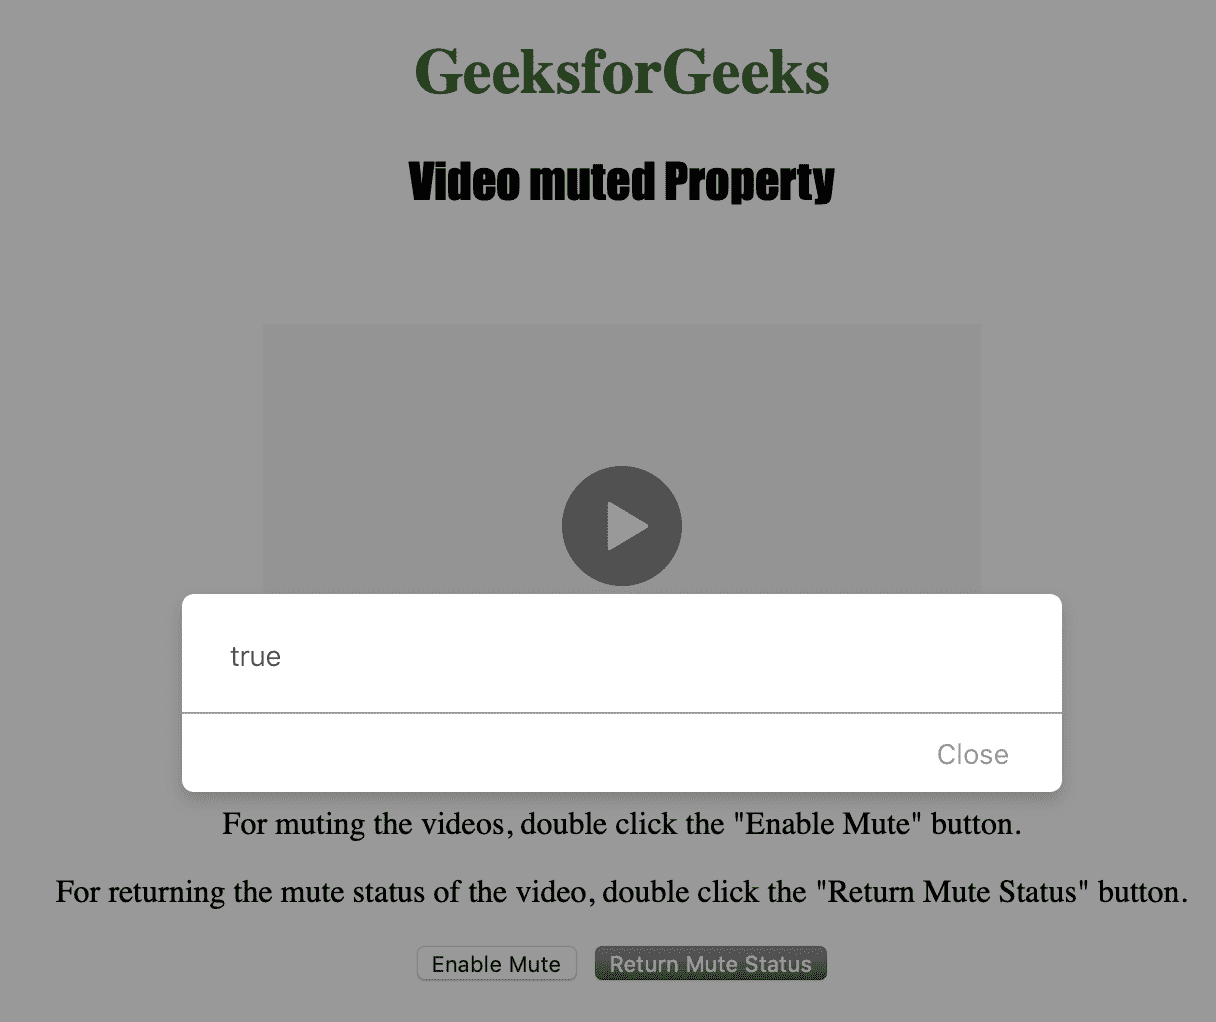 GeeksforGeeks
Video muted Property
true
Close
For muting the videos, double click the "Enable Mute" button.
For returning the mute status of the video, double click the "Return Mute Status" button.
Enable Mute
Return Mute Status